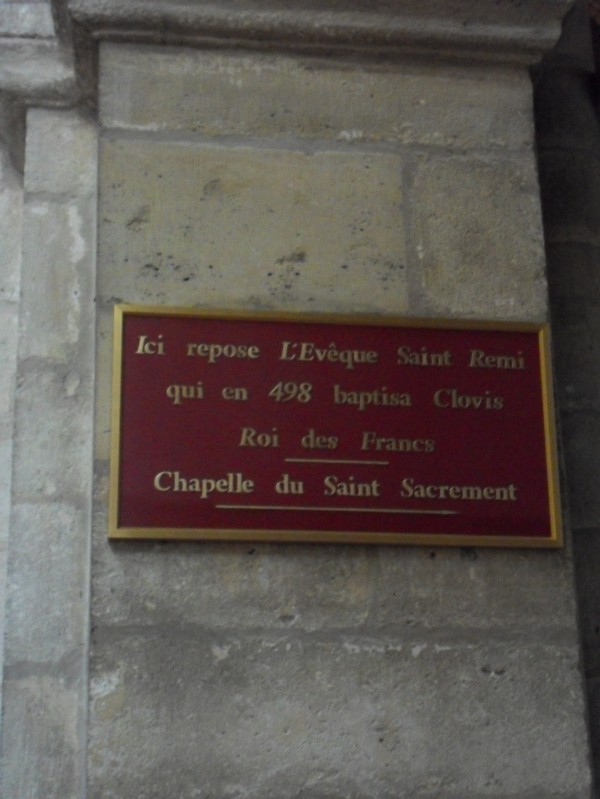 Ici repose L'Evêque Saint Remi
qui en 498 baptisa Clovis
Roi des Francs
Chapelle du Saint Sacrement